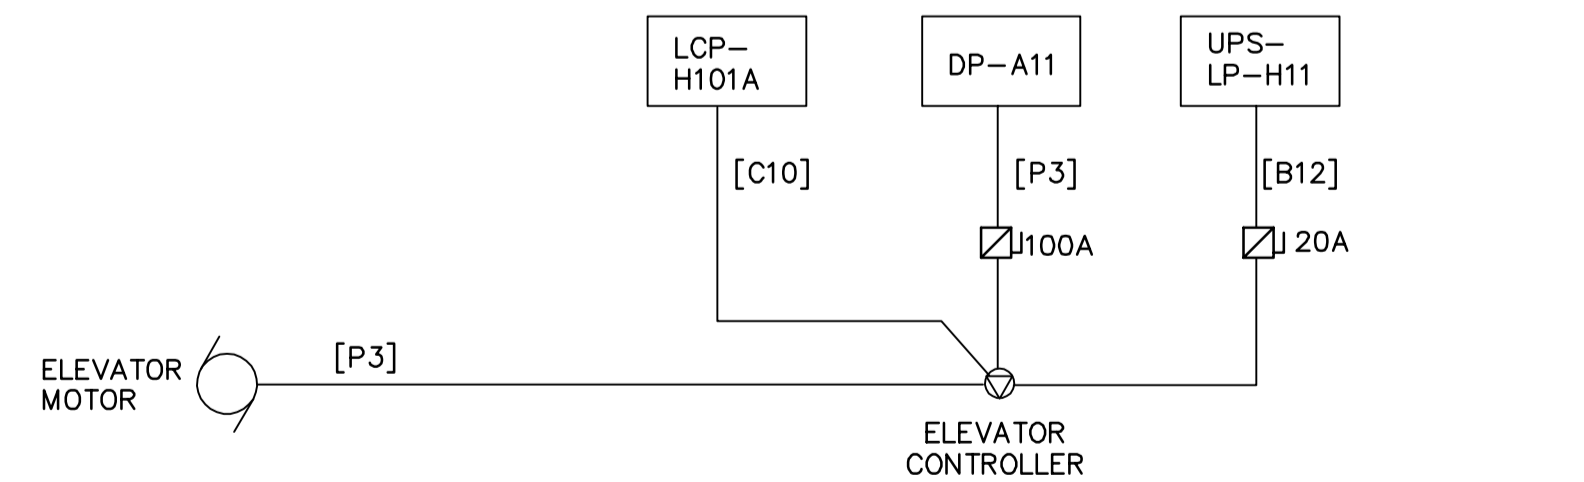 LCP-
H101A
DP-A11
UPS-
LP-H11
[C10]
[P3]
[B12]
100A
20A
[P3]
ELEVATOR
MOTOR
ELEVATOR
CONTROLLER